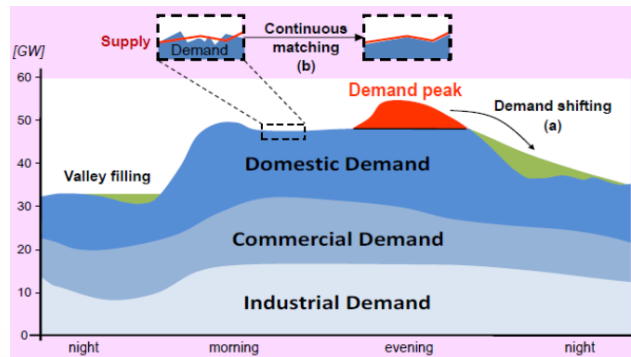 Supply
Demand
Continuous
matching
(b)
[GW]
60
50
40
30
20
10
0
Demand peak
Demand shifting
(a)
Valley filling
Domestic Demand
Commercial Demand
Industrial Demand
night
morning
evening
night